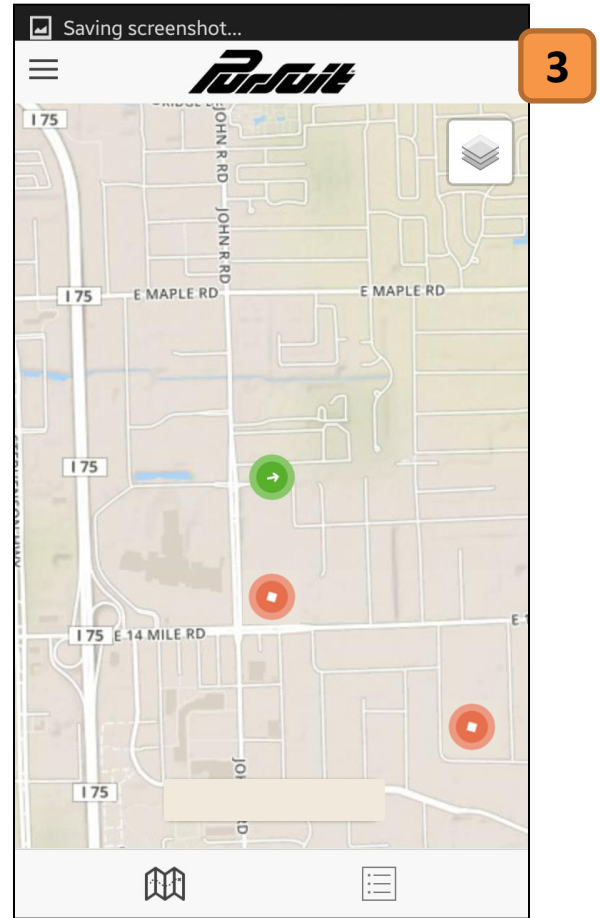 Saving screenshot...
Pursuit
3
I 75
JOHN R RD
JOHN R RD
I 75
E MAPLE RD
E MAPLE RD
I 75
I 75
E 14 MILE RD
I 75